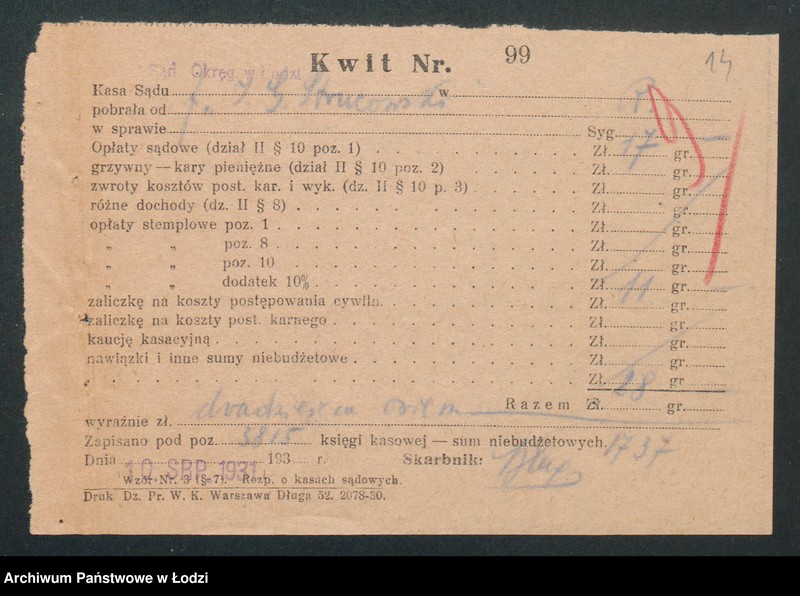 Kwit Nr. 99
14
Sąd Okręg. w Łodzi
Kasa Sądu w
pobrała od
w sprawie Syg.
Opłaty sądowe (dział II § 10 poz. 1) Zł. 17 gr.
grzywny — kary pieniężne (dział II § 10 poz. 2) Zł. gr.
zwroty kosztów post. kar. i wyk. (dz. II § 10 p. 3) Zł. gr.
różne dochody (dz. II § 8) Zł. gr.
opłaty stemplowe poz. 1 Zł. gr.
„ „ poz. 8 Zł. gr.
„ „ poz. 10 Zł. gr.
„ „ dodatek 10% Zł. gr.
zaliczkę na koszty postępowania cywiln. Zł. 11 gr.
zaliczkę na koszty post. karnego Zł. gr.
kaucję kasacyjną Zł. gr.
nawiązki i inne sumy niebudżetowe Zł. gr.
Zł. gr
Razem Zł. 28 gr.
wyraźnie zł. dwadzieścia osiem
Zapisano pod poz. 3815 księgi kasowej — sum niebudżetowych. 1737
Dnia 193 r. Skarbnik:
10 SRP 1931
Wzór Nr. 3 (§ 7). Rozp. o kasach sądowych.
Druk Dz. Pr. W. K. Warszawa Długa 52. 2078-30.
Archiwum Państwowe w Łodzi